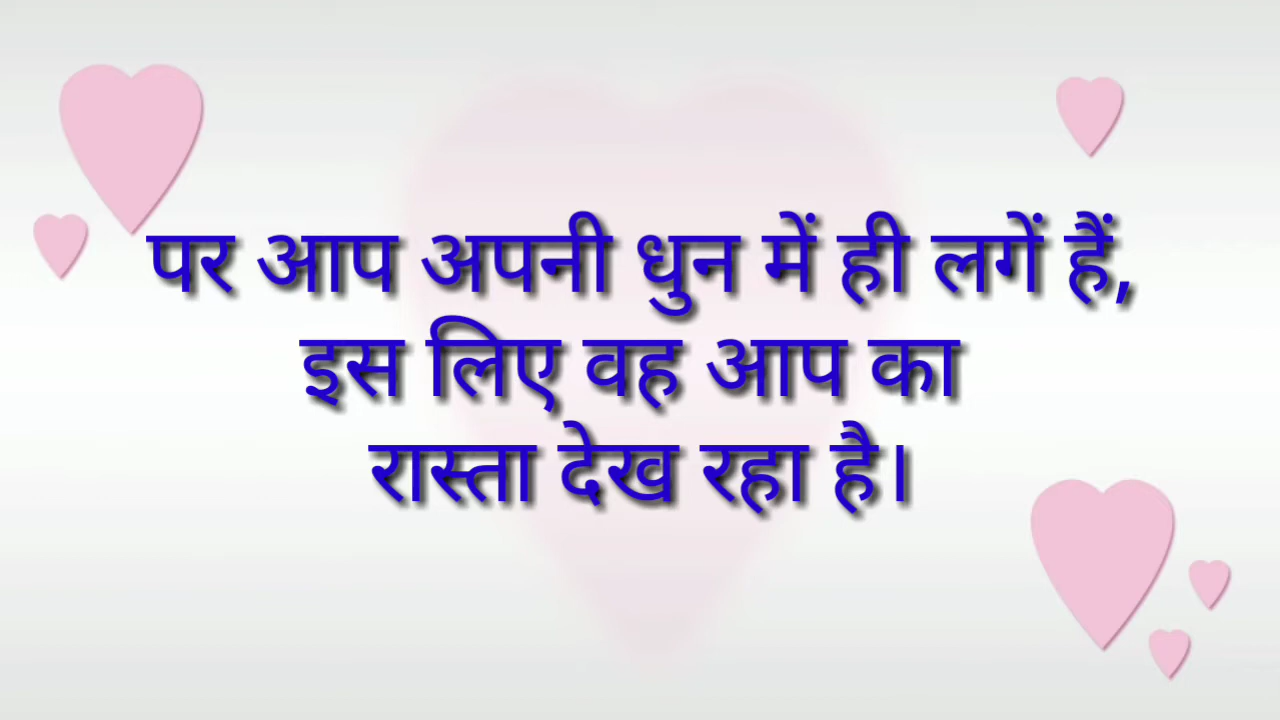 पर आप अपनी धुन में ही लगें हैं,
इस लिए वह आप का
रास्ता देख रहा है।